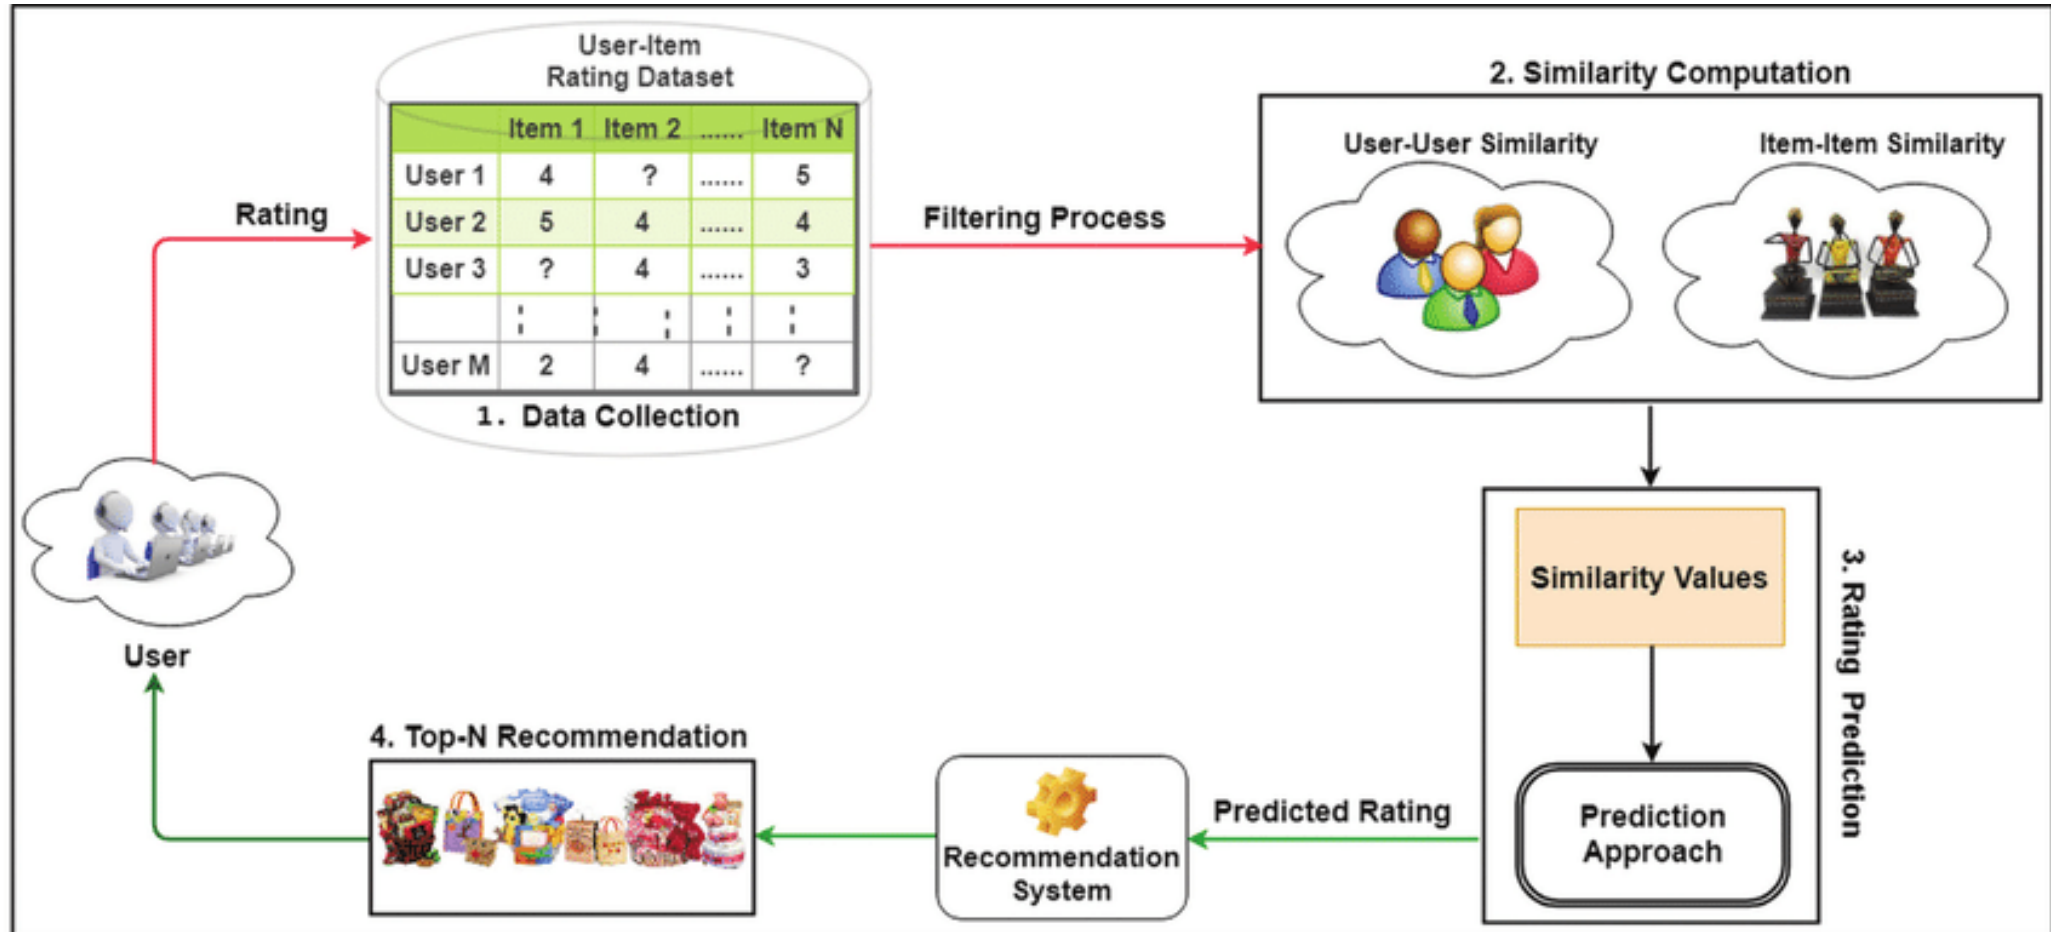 User-Item
Rating Dataset
Item 1 Item 2 ...... Item N
User 1 4 ? ...... 5
User 2 5 4 ...... 4
User 3 ? 4 ...... 3
User M 2 4 ...... ?
1. Data Collection
Rating
Filtering Process
2. Similarity Computation
User-User Similarity
Item-Item Similarity
Similarity Values
Prediction
Approach
3. Rating Prediction
Predicted Rating
Recommendation
System
4. Top-N Recommendation
User